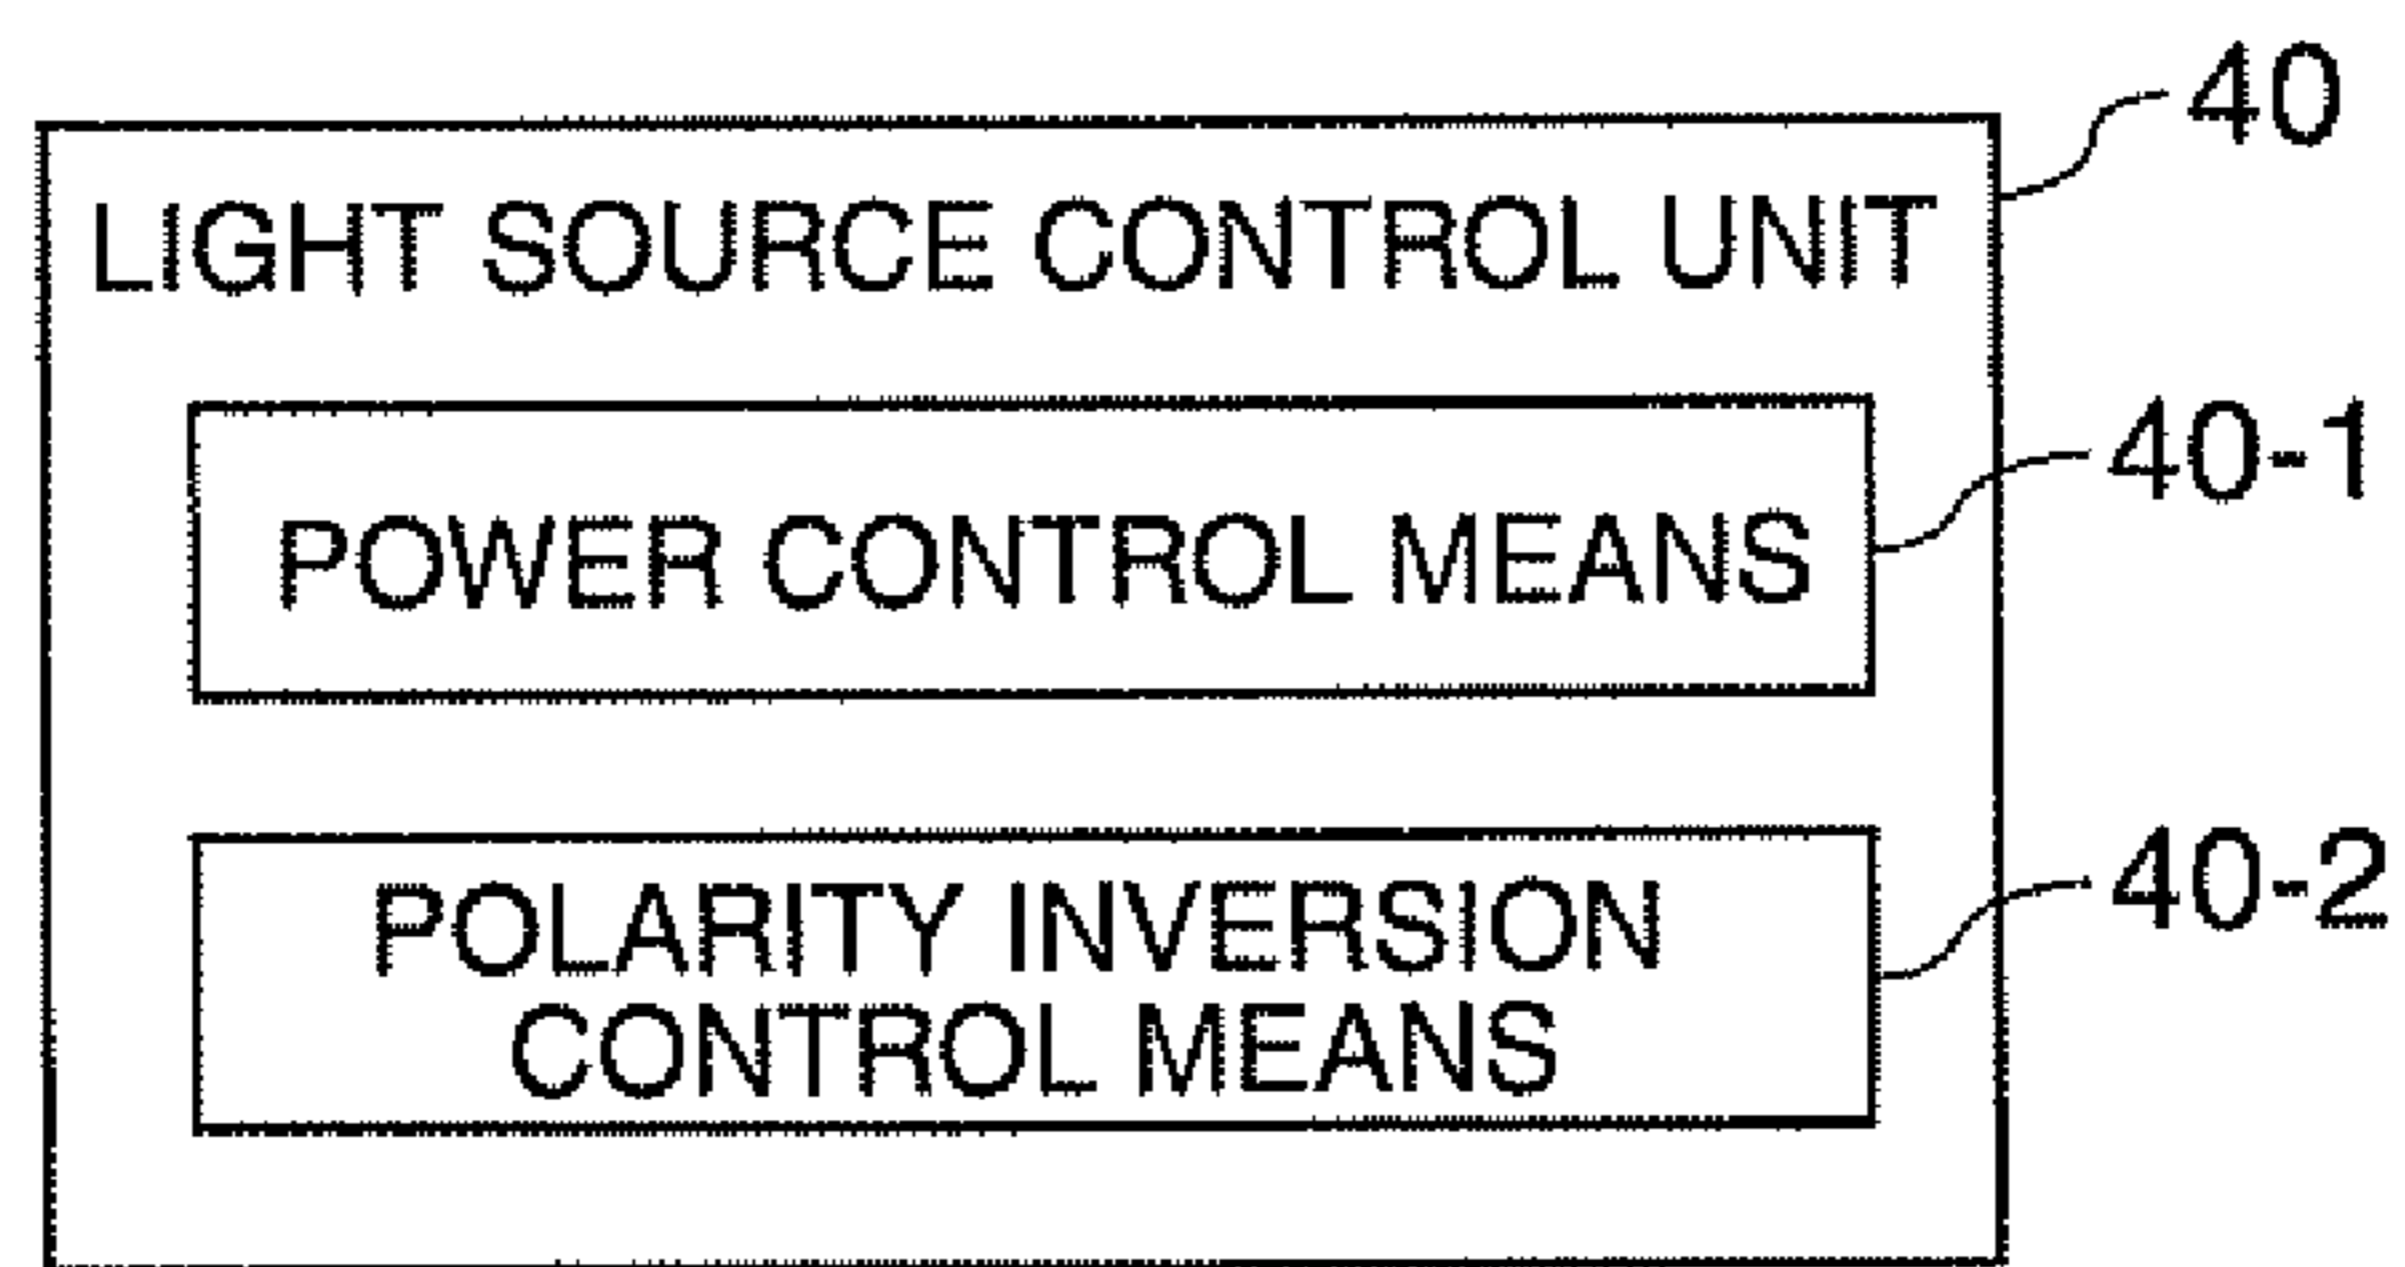 40
LIGHT SOURCE CONTROL UNIT
40-1
POWER CONTROL MEANS
40-2
POLARITY INVERSION
CONTROL MEANS